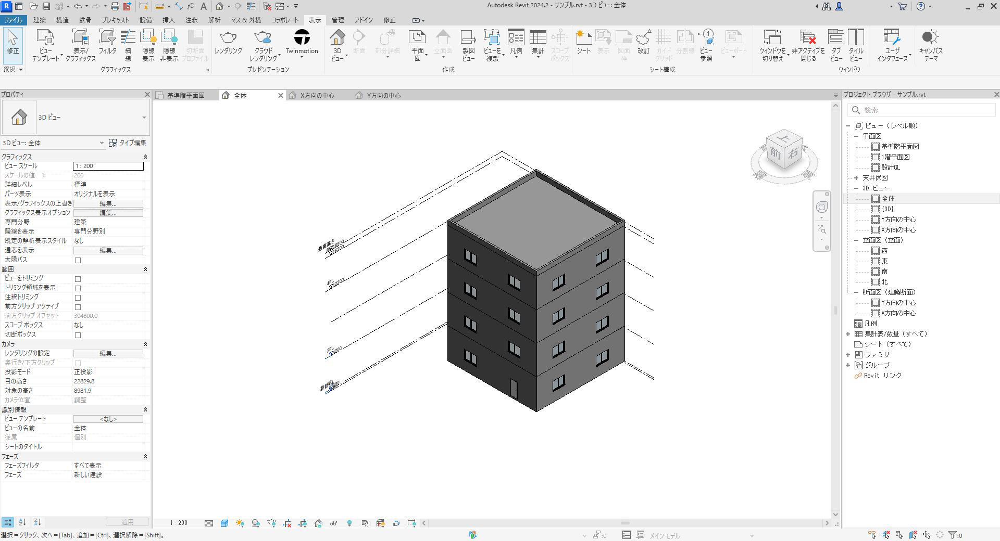 Autodesk Revit 2024.2 - サンプル.rvt - 3D ビュー: 全体
ファイル 建築 構造 鉄骨 プレキャスト 設備 挿入 注釈 解析 マス & 外構 コラボレート 表示 管理 アドイン 修正
修正
選択
ビュー テンプレート
表示/ グラフィックス
フィルタ
細線
隠線 表示
隠線 非表示
切断面 プロファイル
グラフィックス
レンダリング
クラウド レンダリング
Twinmotion
プレゼンテーション
3D ビュー
断面
部分詳細
平面図
立面図
製図 ビュー
ビューを 複製
凡例
集計
スコープ ボックス
作成
シート
表示
図面枠
改訂
ガイド グリッド
分割線
ビュー 参照
ビューポート
シート構成
ウィンドウを 切り替え
非アクティブを 閉じる
タブ ビュー
タイル ビュー
ユーザ インタフェース
ウィンドウ
キャンバス テーマ
プロパティ
3D ビュー
3D ビュー: 全体 タイプ編集
グラフィックス
ビュー スケール 1 : 200
スケールの値 1: 200
詳細レベル 標準
パーツ表示 オリジナルを表示
表示/グラフィックスの上書き 編集...
グラフィックス表示オプション 編集...
専門分野 建築
隠線を表示 専門分野別
既定の解析表示スタイル なし
通芯を表示 編集...
太陽パス
範囲
ビューをトリミング
トリミング領域を表示
注釈トリミング
前方クリップ アクティブ
前方クリップ オフセット 304800.0
スコープ ボックス なし
切断ボックス
カメラ
レンダリングの設定 編集...
奥行き/下方クリップ
投影モード 正投影
目の高さ 22829.8
対象の高さ 8981.9
カメラ位置 調整
識別情報
ビュー テンプレート <なし>
ビューの名前 全体
従属 個別
シートのタイトル
フェーズ
フェーズフィルタ すべて表示
フェーズ 新しい建設
適用
基準階平面図 全体 X方向の中心 Y方向の中心
最高高さ
16200
4FL
12200
2FL
4200
上
前
右
1 : 200
プロジェクト ブラウザ - サンプル.rvt
検索
ビュー (レベル順)
平面図
基準階平面図
1階平面図
設計GL
天井伏図
3D ビュー
全体
{3D}
Y方向の中心
X方向の中心
立面図 (立面)
西
東
南
北
断面図 (建築断面)
Y方向の中心
X方向の中心
凡例
集計表/数量 (すべて)
シート (すべて)
ファミリ
グループ
Revit リンク
選択＝クリック、次へ＝[Tab]、追加＝[Ctrl]、選択解除＝[Shift]。
:0
メイン モデル
:0